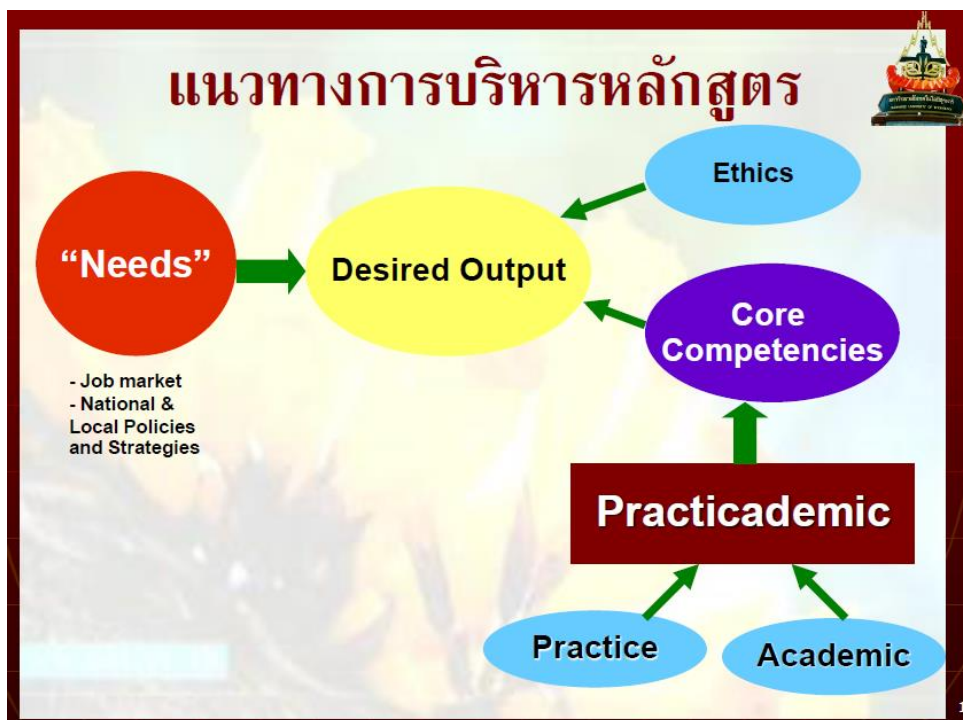 แนวทางการบริหารหลักสูตร
Ethics
“Needs”
Desired Output
Core
Competencies
- Job market
- National &
Local Policies
and Strategies
Practicademic
Practice
Academic
1